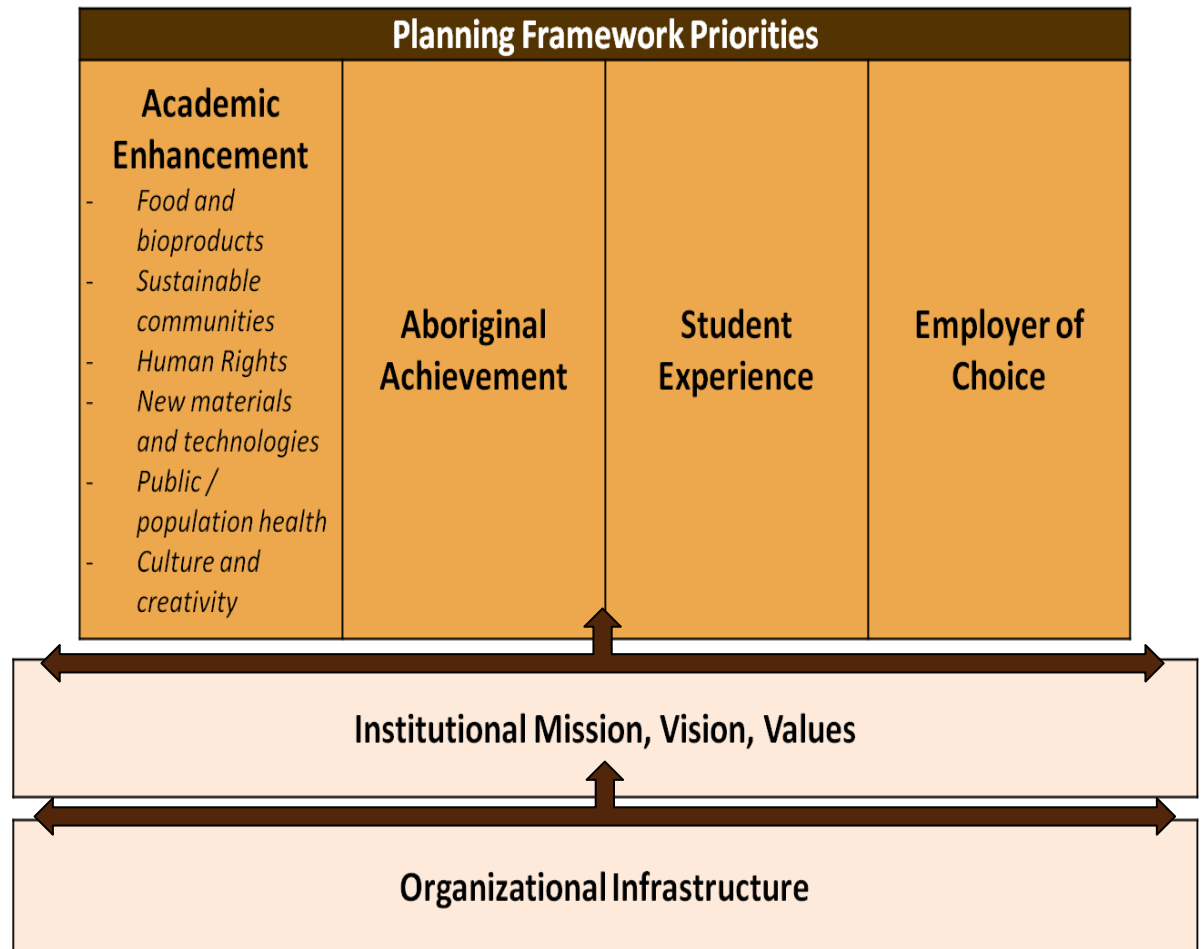 Planning Framework Priorities
Academic
Enhancement
- Food and
bioproducts
- Sustainable
communities
- Human Rights
- New materials
and technologies
- Public /
population health
- Culture and
creativity
Aboriginal
Achievement
Student
Experience
Employer of
Choice
Institutional Mission, Vision, Values
Organizational Infrastructure